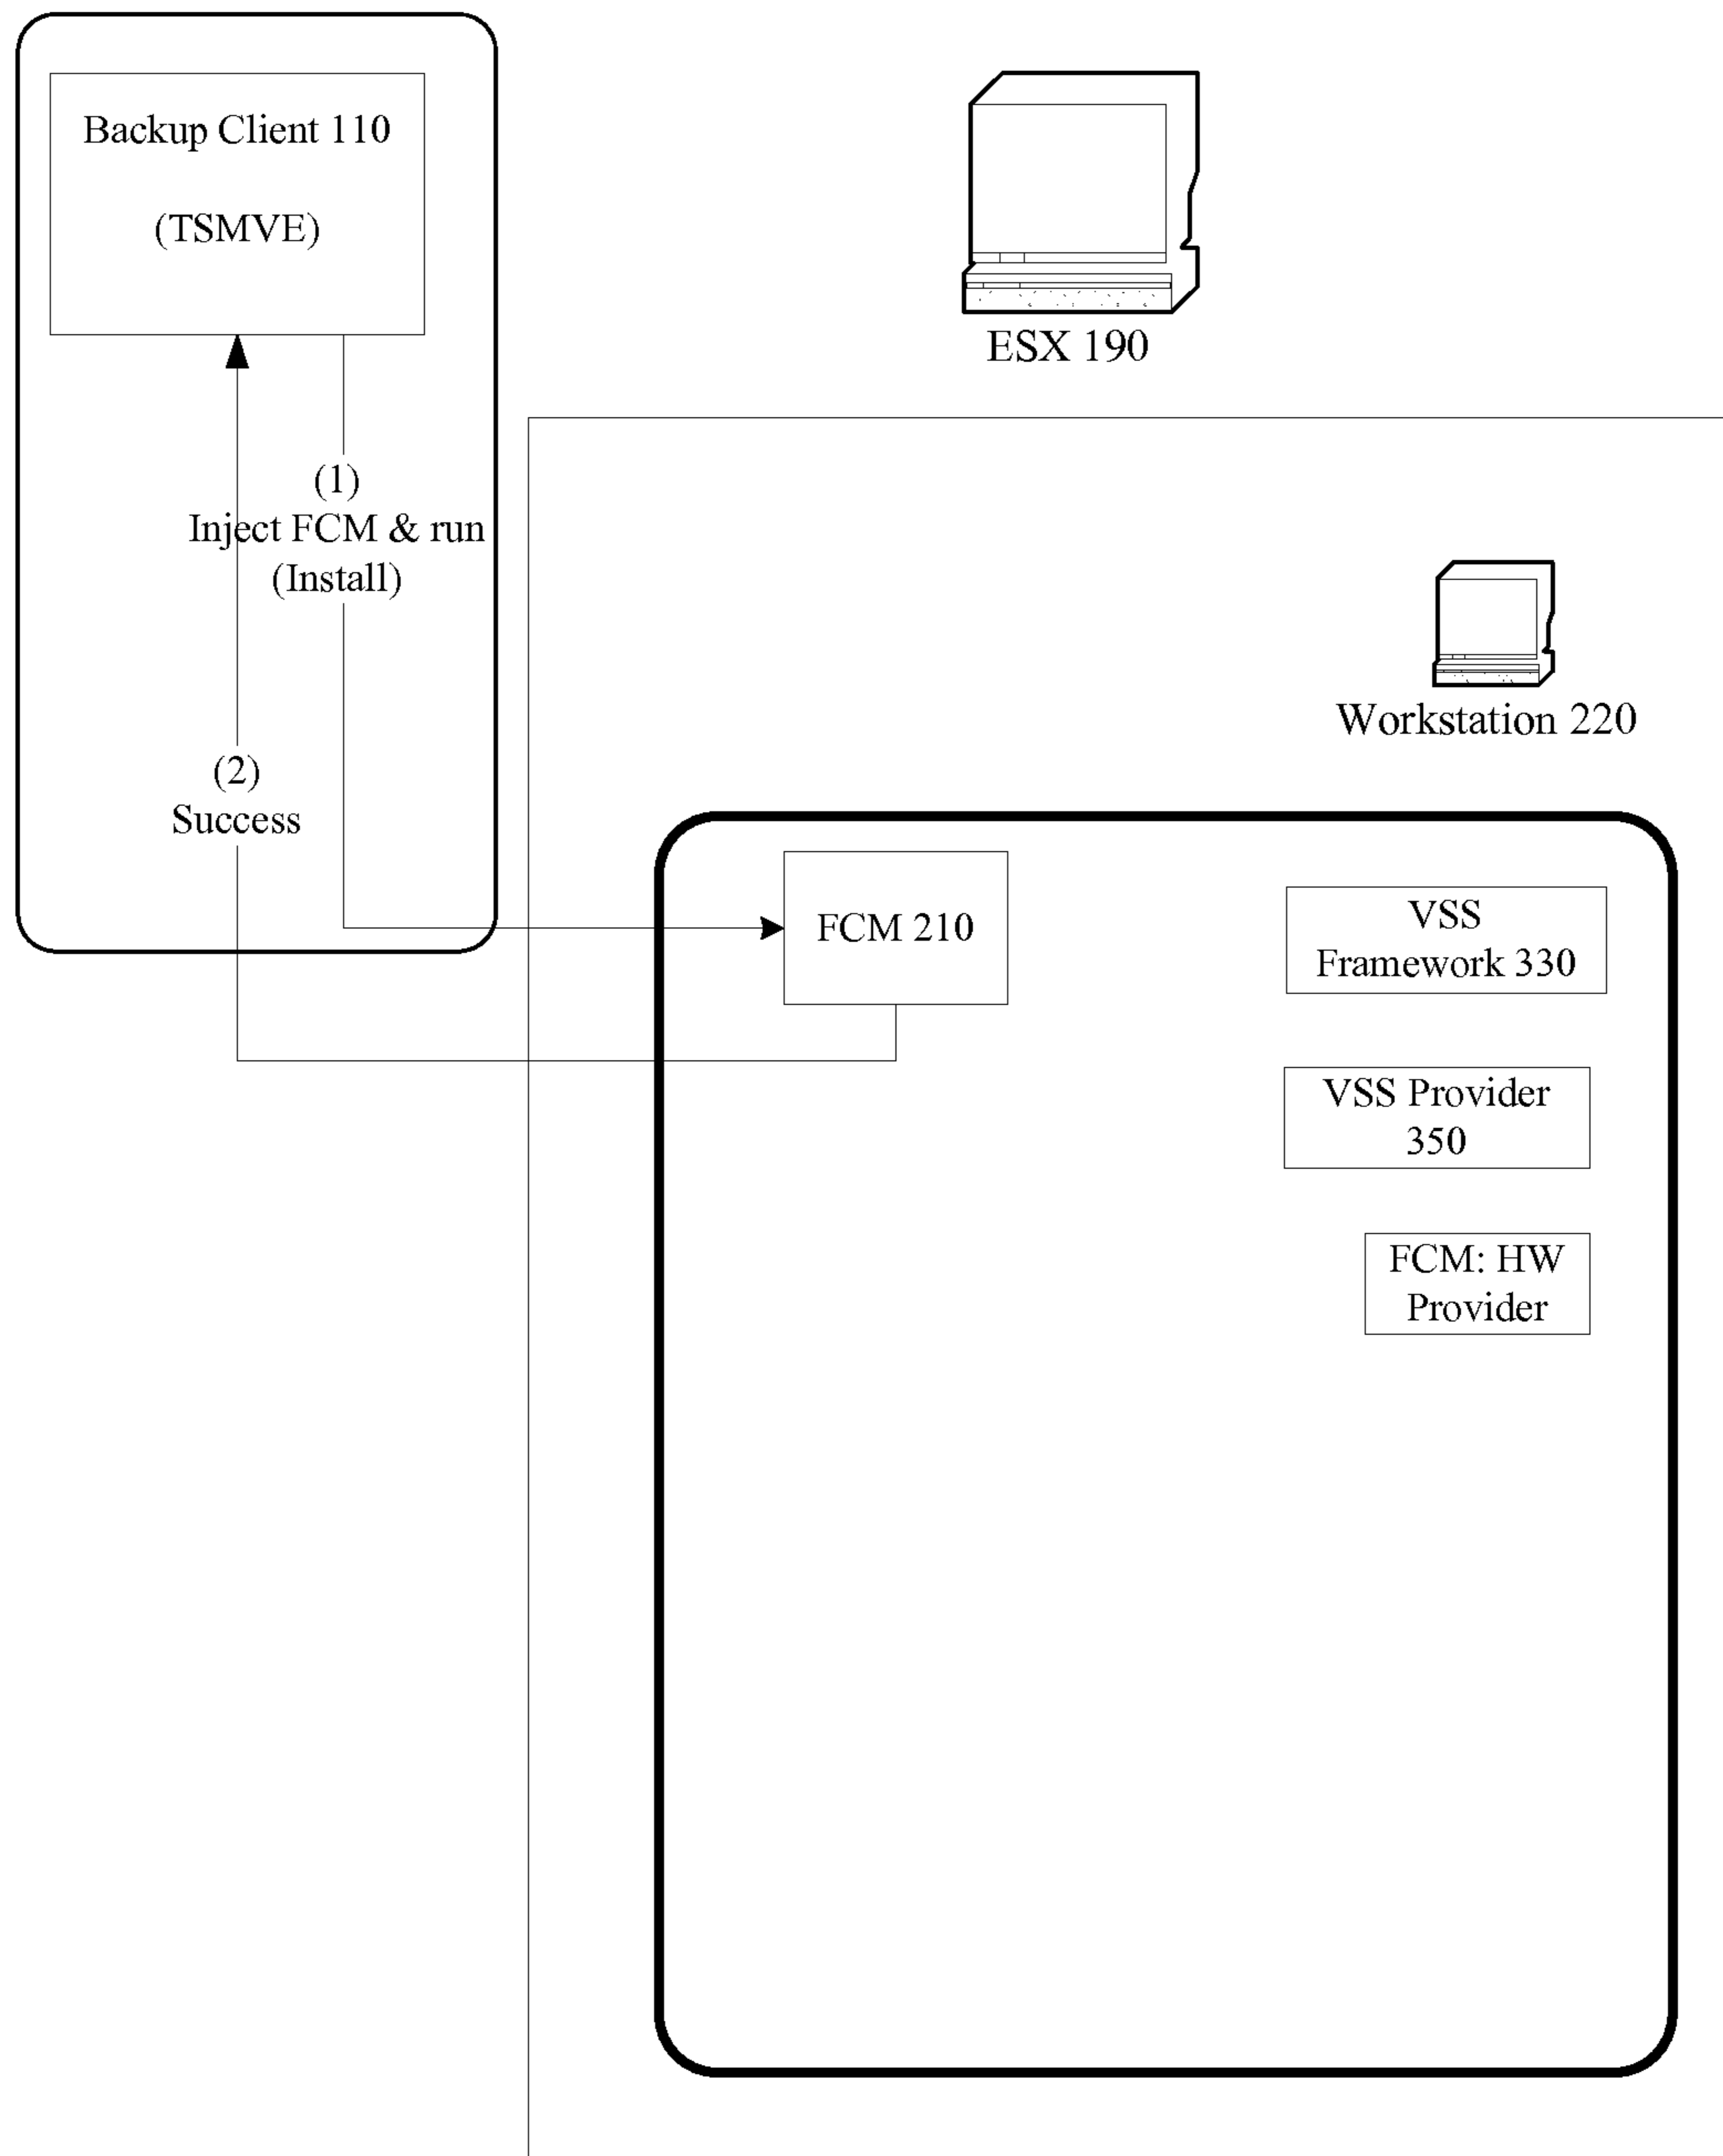 Backup Client 110
(TSMVE)
ESX 190
(1)
Inject FCM & run
(Install)
Workstation 220
(2)
Success
FCM 210
VSS
Framework 330
VSS Provider
350
FCM: HW
Provider